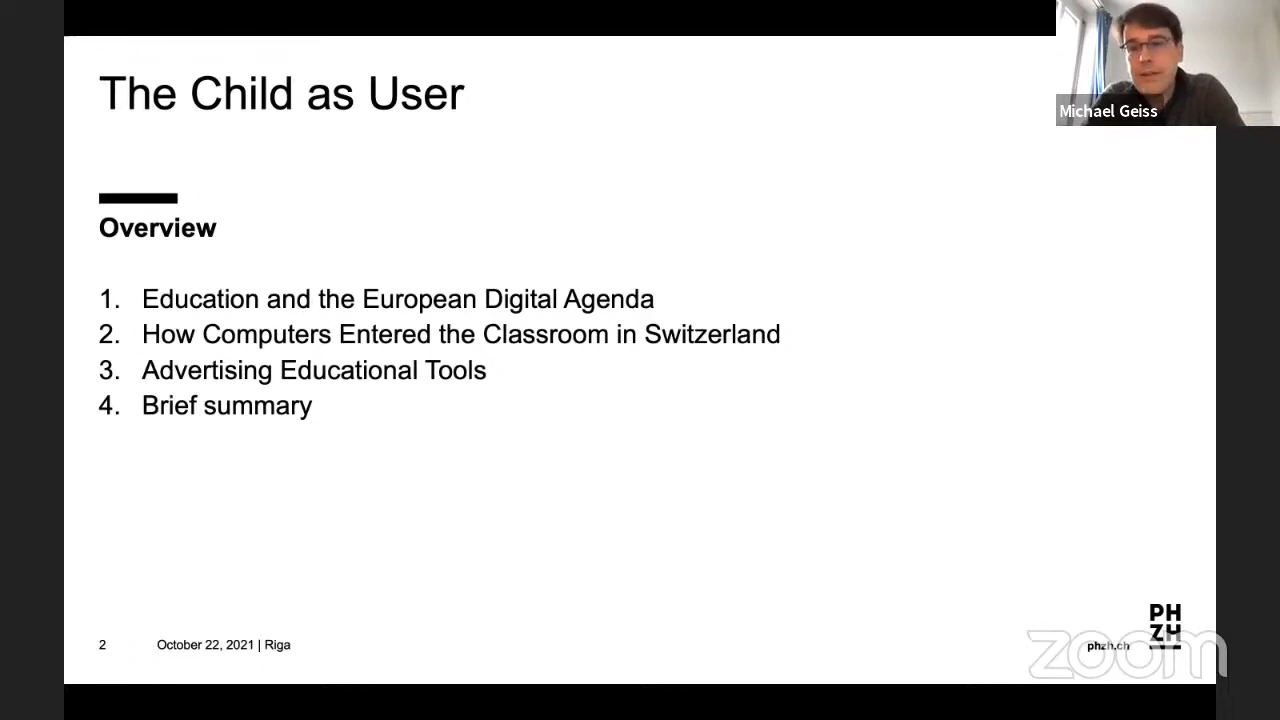 The Child as User
Michael Geiss
Overview
1. Education and the European Digital Agenda
2. How Computers Entered the Classroom in Switzerland
3. Advertising Educational Tools
4. Brief summary
2 October 22, 2021 | Riga
phzh.ch
PH
ZH
zoom